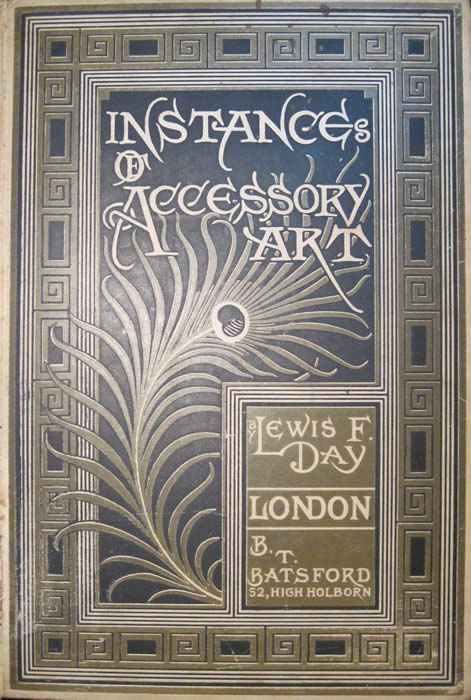 INSTANCES
OF
ACCESSORY
ART
BY LEWIS F.
DAY
LONDON
B.
T.
BATSFORD
52, HIGH HOLBORN